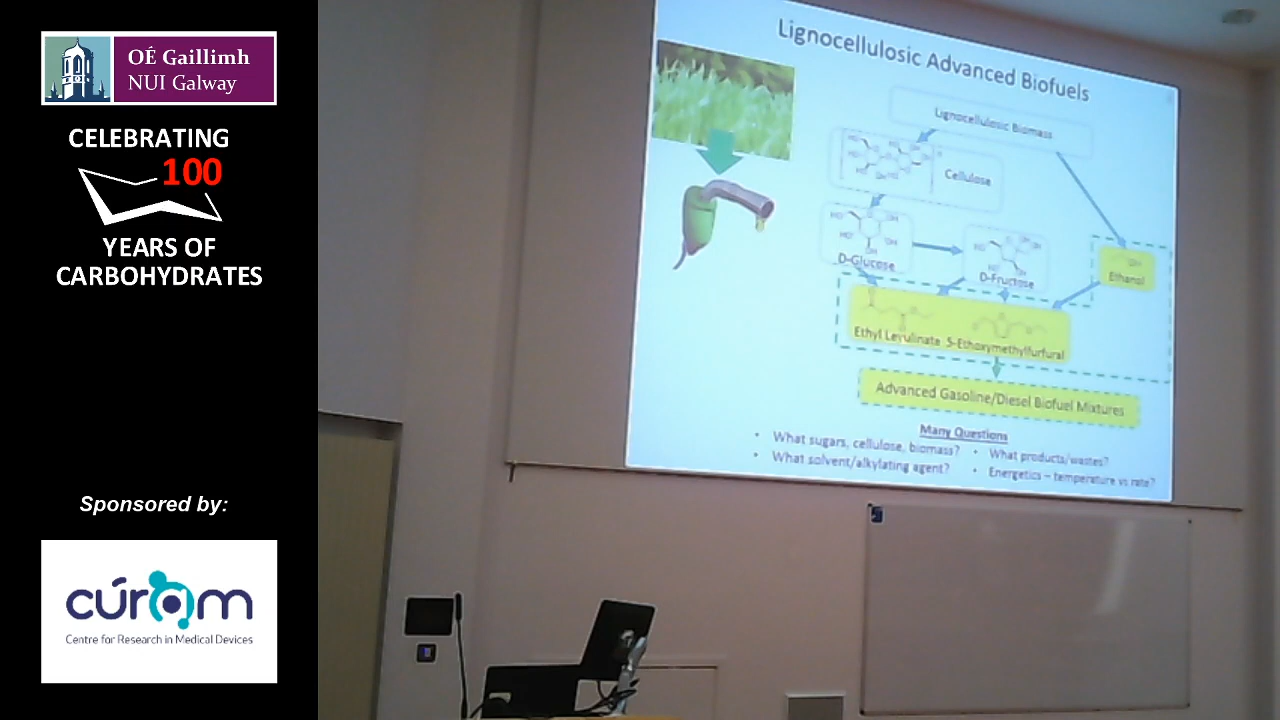 OÉ Gaillimh
NUI Galway
CELEBRATING
100
YEARS OF
CARBOHYDRATES
Sponsored by:
cúram
Centre for Research in Medical Devices
Lignocellulosic Advanced Biofuels
Lignocellulosic Biomass
Cellulose
D-Glucose
D-Fructose
Ethanol
Ethyl Levulinate 5-Ethoxymethylfurfural
Advanced Gasoline/Diesel Biofuel Mixtures
Many Questions
• What sugars, cellulose, biomass?
• What solvent/alkylating agent?
• What products/wastes?
• Energetics – temperature vs rate?